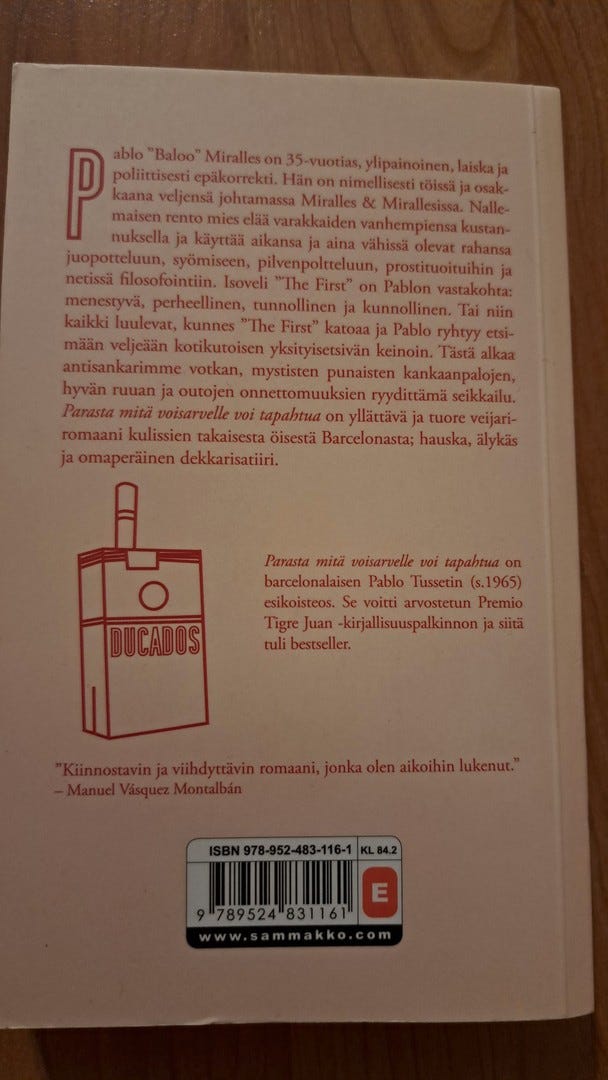 Pablo "Baloo" Miralles on 35-vuotias, ylipainoinen, laiska ja
poliittisesti epäkorrekti. Hän on nimellisesti töissä ja osak-
kaana veljensä johtamassa Miralles & Mirallesissa. Nalle-
maisen rento mies elää varakkaiden vanhempiensa kustan-
nuksella ja käyttää aikansa ja aina vähissä olevat rahansa
juopotteluun, syömiseen, pilvenpoltteluun, prostituoituihin ja
netissä filosofointiin. Isoveli "The First" on Pablon vastakohta:
menestyvä, perheellinen, tunnollinen ja kunnollinen. Tai niin
kaikki luulevat, kunnes "The First" katoaa ja Pablo ryhtyy etsi-
mään veljeään kotikutoisen yksityisetsivän keinoin. Tästä alkaa
antisankarimme votkan, mystisten punaisten kankaanpalojen,
hyvän ruuan ja outojen onnettomuuksien ryydittämä seikkailu.
Parasta mitä voisarvelle voi tapahtua on yllättävä ja tuore veijari-
romaani kulissien takaisesta öisestä Barcelonasta; hauska, älykäs
ja omaperäinen dekkarisatiiri.
DUCADOS
Parasta mitä voisarvelle voi tapahtua on
barcelonalaisen Pablo Tussetin (s.1965)
esikoisteos. Se voitti arvostetun Premio
Tigre Juan -kirjallisuuspalkinnon ja siitä
tuli bestseller.
"Kiinnostavin ja viihdyttävin romaani, jonka olen aikoihin lukenut."
– Manuel Vásquez Montalbán
ISBN 978-952-483-116-1 KL 84.2
E
9 789524 831161
www.sammakko.com